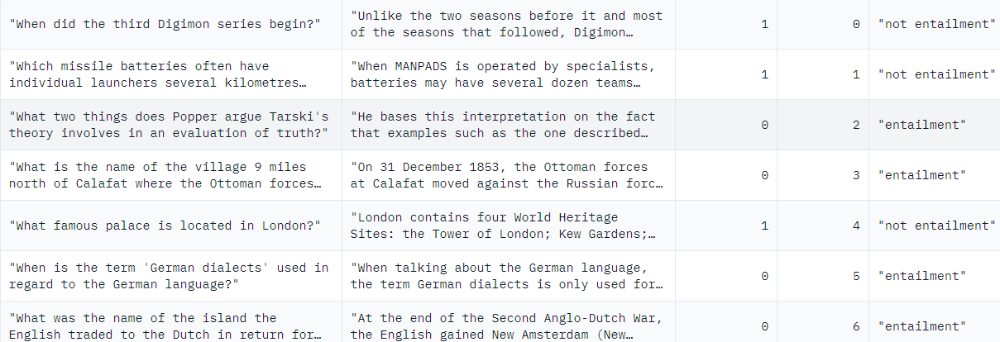 "When did the third Digimon series begin?" "Unlike the two seasons before it and most of the seasons that followed, Digimon… 1 0 "not entailment"
"Which missile batteries often have individual launchers several kilometres… "When MANPADS is operated by specialists, batteries may have several dozen teams… 1 1 "not entailment"
"What two things does Popper argue Tarski's theory involves in an evaluation of truth?" "He bases this interpretation on the fact that examples such as the one described… 0 2 "entailment"
"What is the name of the village 9 miles north of Calafat where the Ottoman forces… "On 31 December 1853, the Ottoman forces at Calafat moved against the Russian forc… 0 3 "entailment"
"What famous palace is located in London?" "London contains four World Heritage Sites: the Tower of London; Kew Gardens;… 1 4 "not entailment"
"When is the term 'German dialects' used in regard to the German language?" "When talking about the German language, the term German dialects is only used for… 0 5 "entailment"
"What was the name of the island the English traded to the Dutch in return for… "At the end of the Second Anglo-Dutch War, the English gained New Amsterdam (New… 0 6 "entailment"